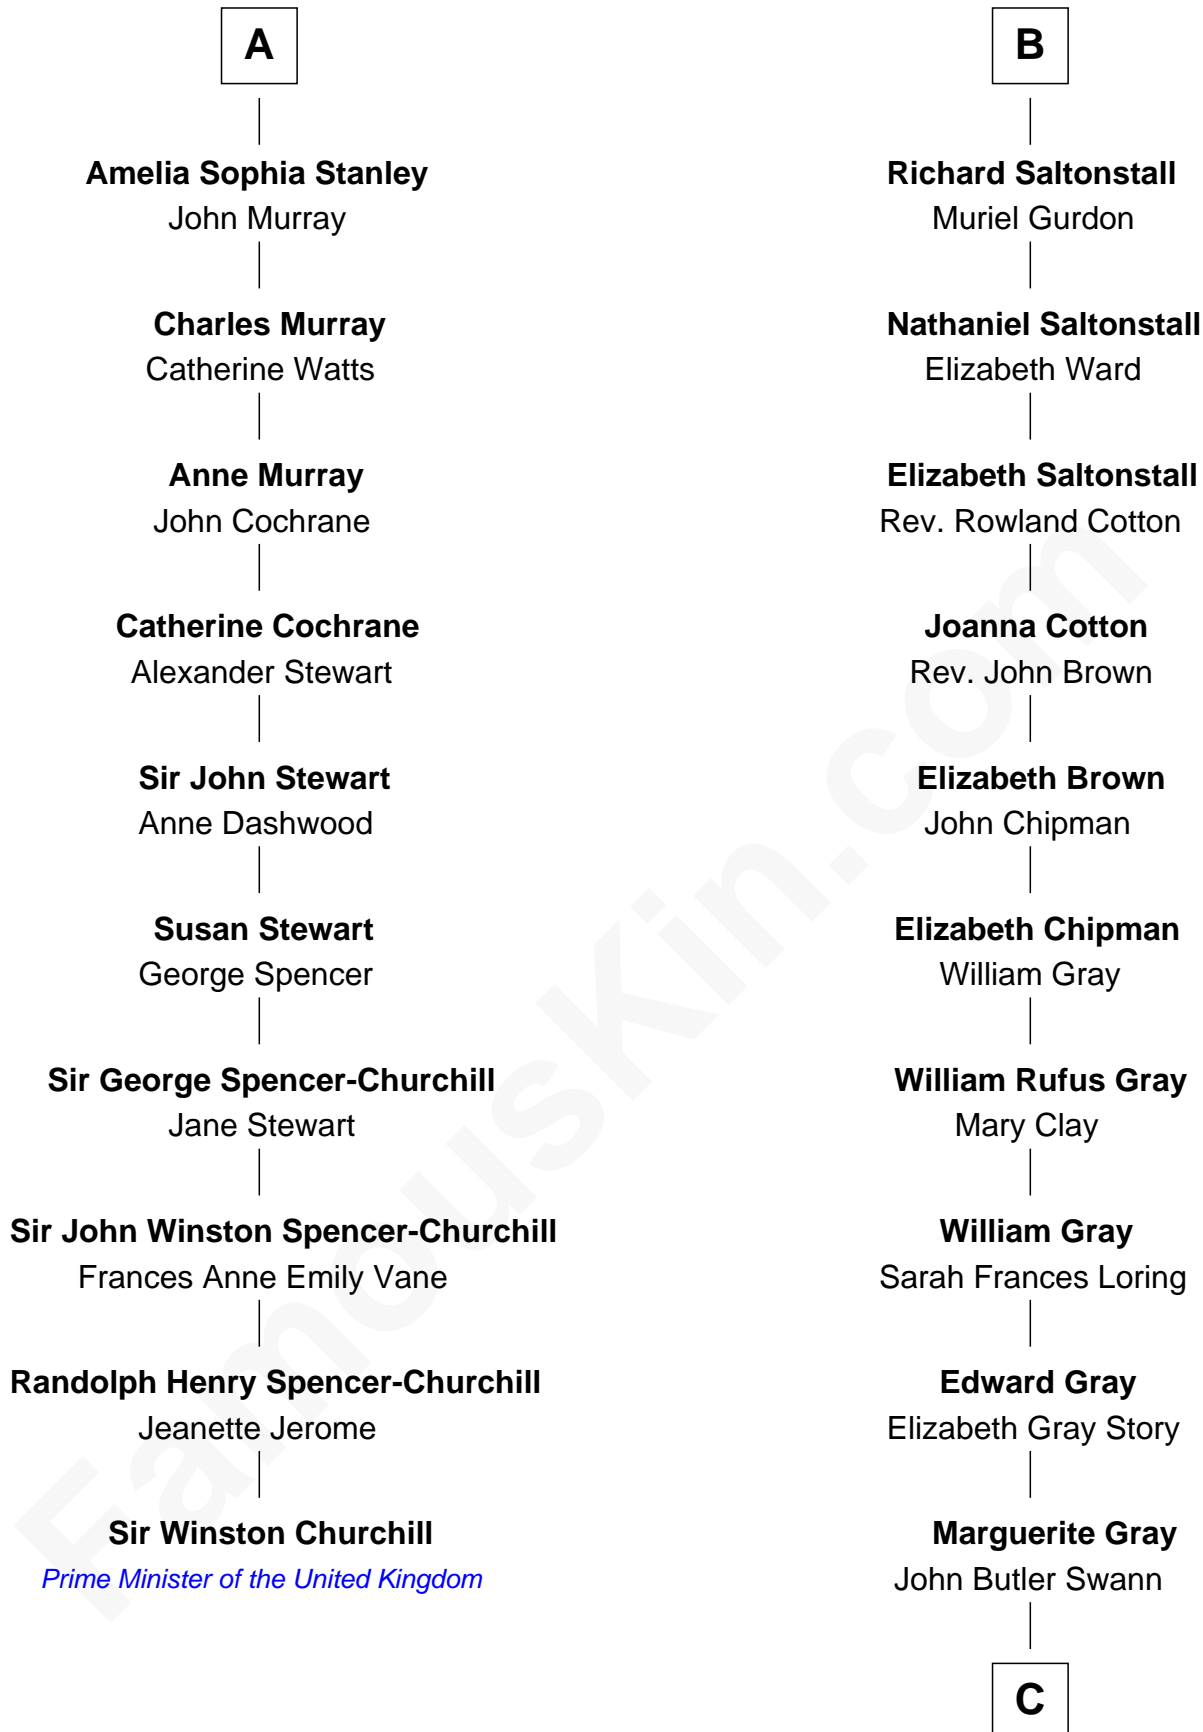 A
Amelia Sophia Stanley
John Murray
Charles Murray
Catherine Watts
Anne Murray
John Cochrane
Catherine Cochrane
Alexander Stewart
Sir John Stewart
Anne Dashwood
Susan Stewart
George Spencer
Sir George Spencer-Churchill
Jane Stewart
Sir John Winston Spencer-Churchill
Frances Anne Emily Vane
Randolph Henry Spencer-Churchill
Jeanette Jerome
Sir Winston Churchill
Prime Minister of the United Kingdom
B
Richard Saltonstall
Muriel Gurdon
Nathaniel Saltonstall
Elizabeth Ward
Elizabeth Saltonstall
Rev. Rowland Cotton
Joanna Cotton
Rev. John Brown
Elizabeth Brown
John Chipman
Elizabeth Chipman
William Gray
William Rufus Gray
Mary Clay
William Gray
Sarah Frances Loring
Edward Gray
Elizabeth Gray Story
Marguerite Gray
John Butler Swann
C
FamousKin.com